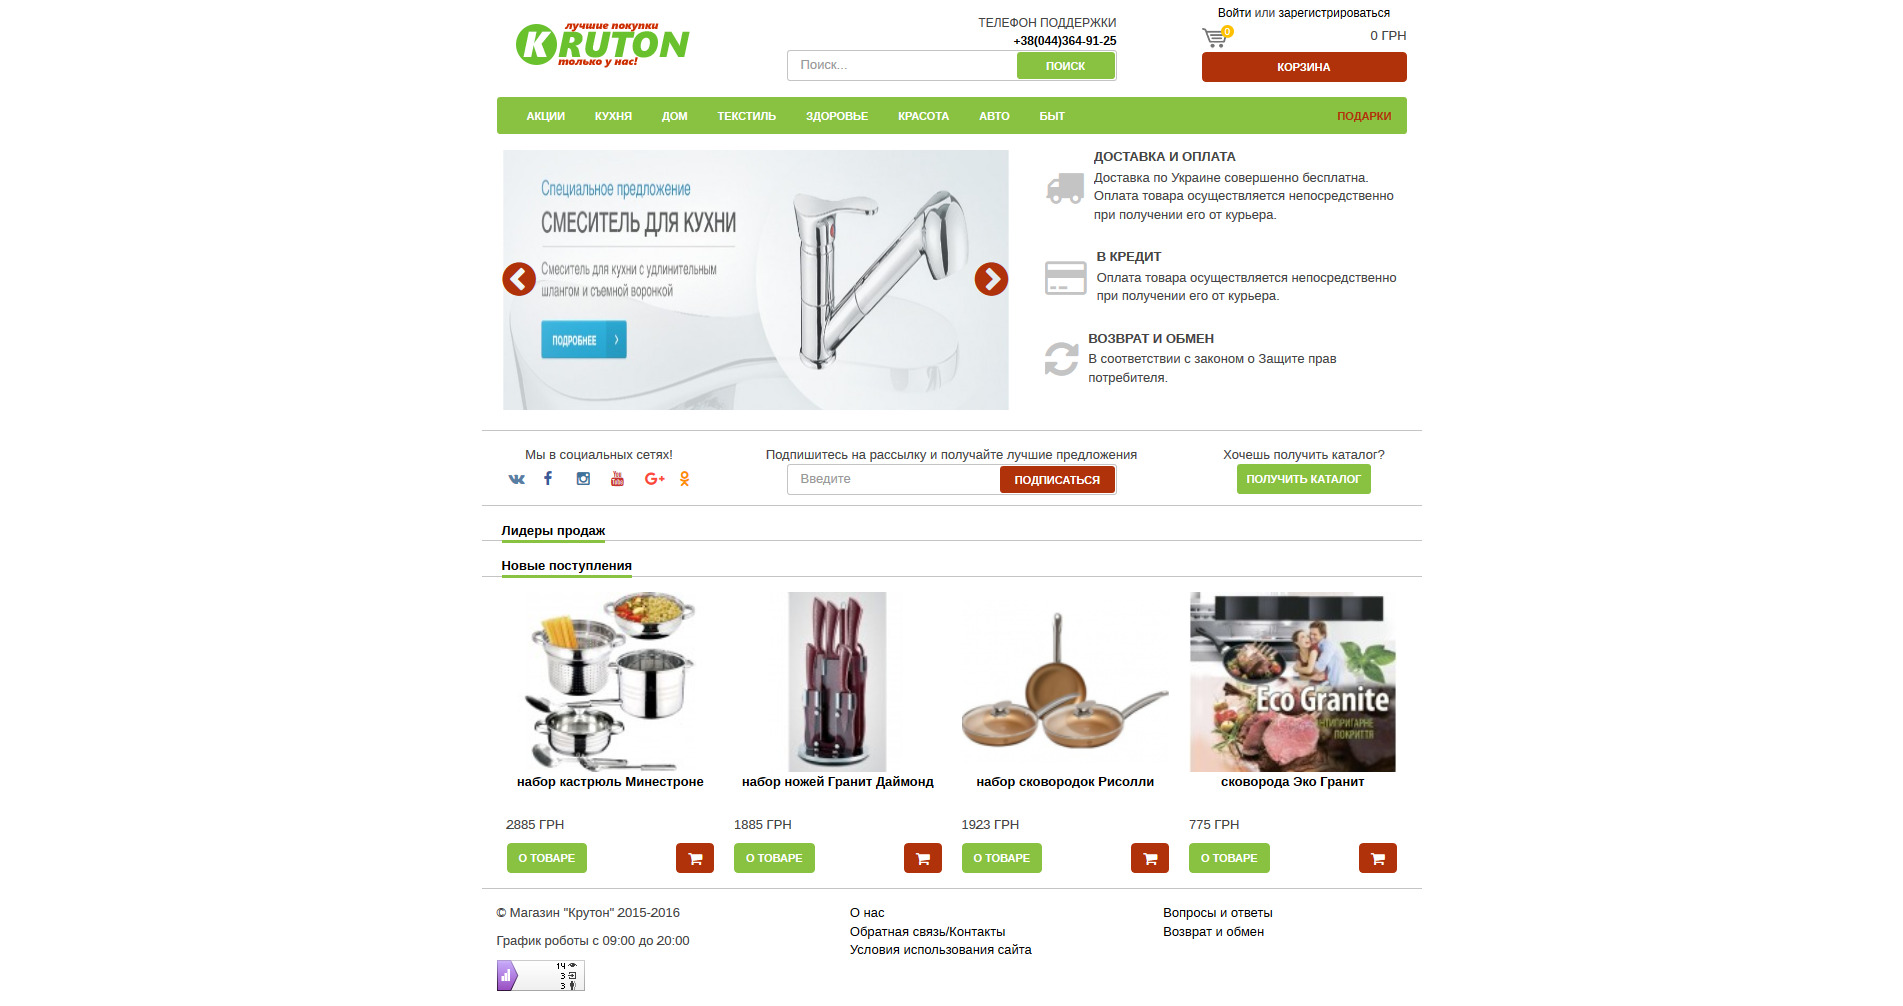 лучшие покупки
KRUTON
только у нас!
ТЕЛЕФОН ПОДДЕРЖКИ
+38(044)364-91-25
Поиск...
ПОИСК
Войти или зарегистрироваться
0
0 ГРН
КОРЗИНА
АКЦИИ КУХНЯ ДОМ ТЕКСТИЛЬ ЗДОРОВЬЕ КРАСОТА АВТО БЫТ ПОДАРКИ
Специальное предложение
СМЕСИТЕЛЬ ДЛЯ КУХНИ
Смеситель для кухни с удлинительным
шлангом и съемной воронкой
ПОДРОБНЕЕ
ДОСТАВКА И ОПЛАТА
Доставка по Украине совершенно бесплатна.
Оплата товара осуществляется непосредственно
при получении его от курьера.
В КРЕДИТ
Оплата товара осуществляется непосредственно
при получении его от курьера.
ВОЗВРАТ И ОБМЕН
В соответствии с законом о Защите прав
потребителя.
Мы в социальных сетях!
You Tube
Подпишитесь на рассылку и получайте лучшие предложения
Введите
ПОДПИСАТЬСЯ
Хочешь получить каталог?
ПОЛУЧИТЬ КАТАЛОГ
Лидеры продаж
Новые поступления
Eco Granite
АНТИПРИГАРНЕ
ПОКРИТТЯ
набор кастрюль Минестроне
набор ножей Гранит Даймонд
набор сковородок Рисолли
сковорода Эко Гранит
2885 ГРН
1885 ГРН
1923 ГРН
775 ГРН
О ТОВАРЕ
О ТОВАРЕ
О ТОВАРЕ
О ТОВАРЕ
© Магазин "Крутон" 2015-2016
График роботы с 09:00 до 20:00
14
3
3
О нас
Обратная связь/Контакты
Условия использования сайта
Вопросы и ответы
Возврат и обмен